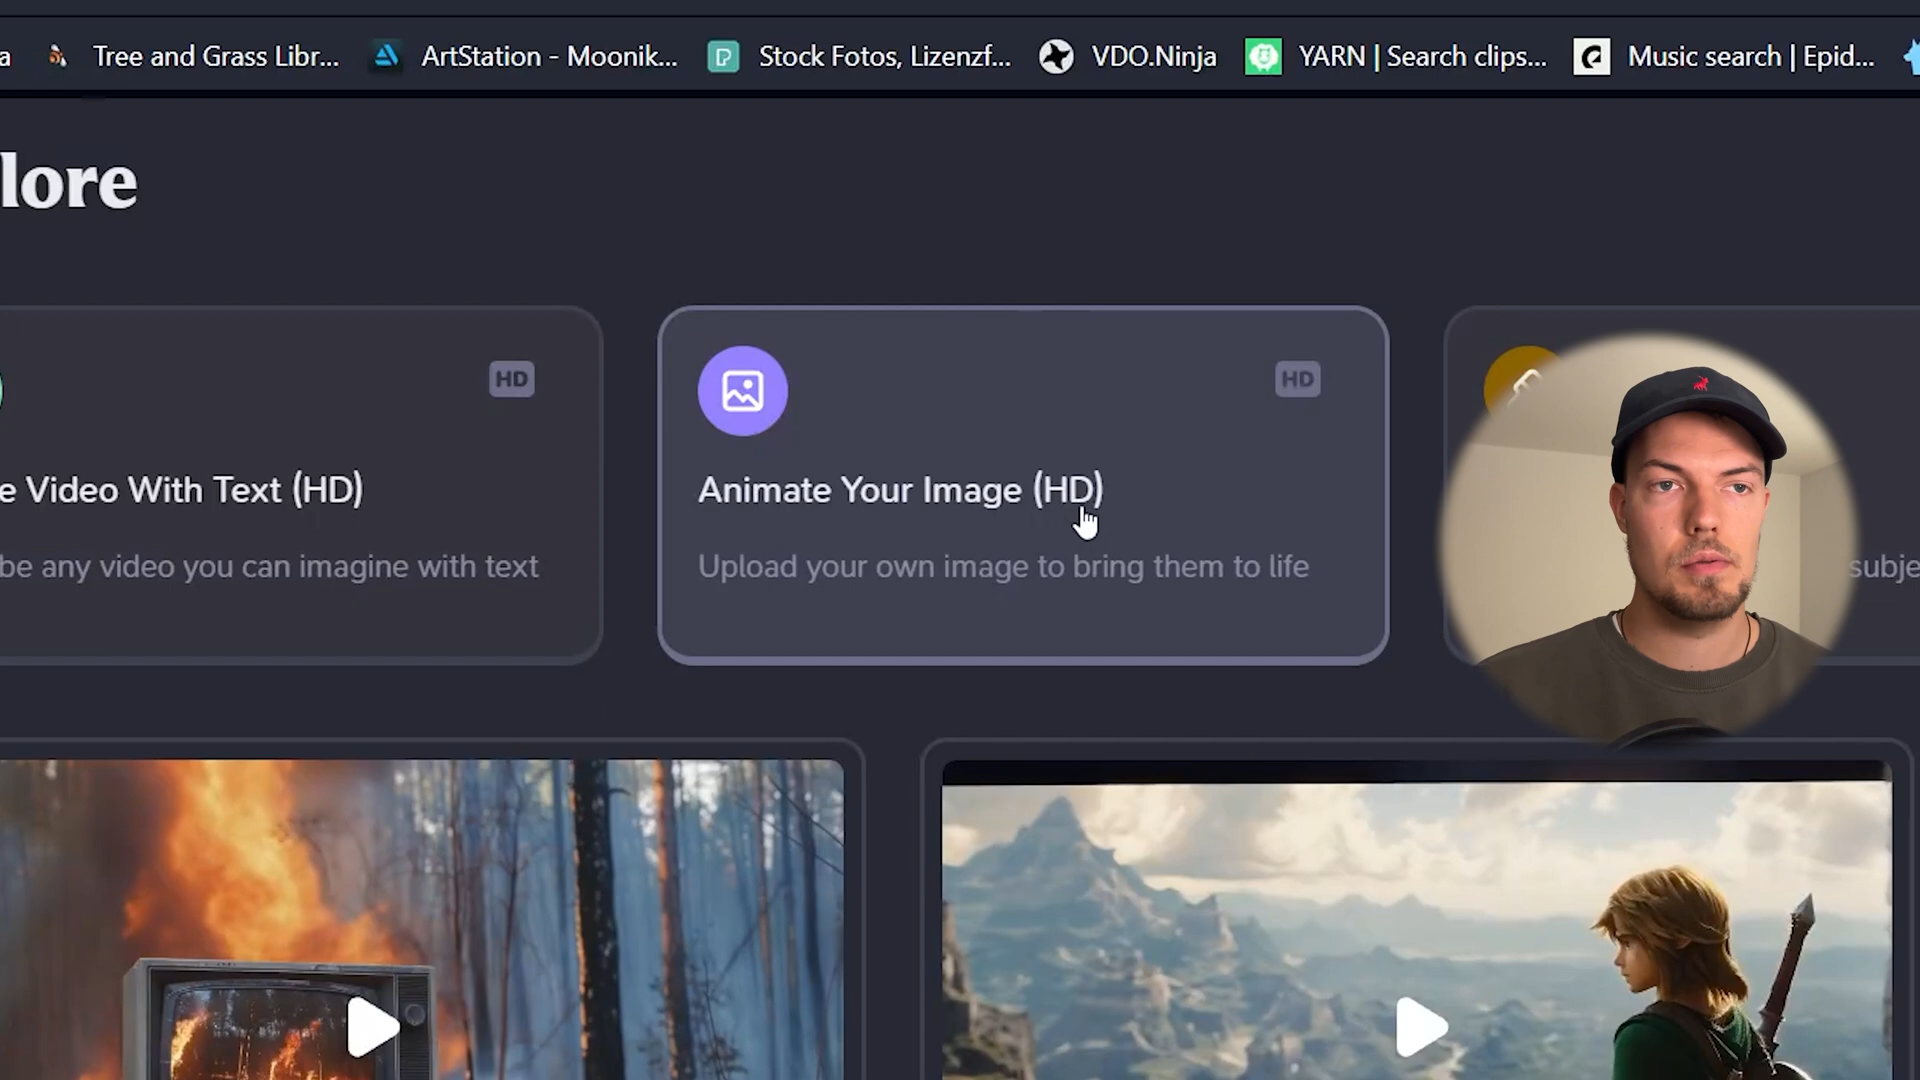 a Tree and Grass Libr... ArtStation - Moonik... Stock Fotos, Lizenzf... VDO.Ninja YARN | Search clips... Music search | Epid...
lore
HD
e Video With Text (HD)
be any video you can imagine with text
HD
Animate Your Image (HD)
Upload your own image to bring them to life
subje